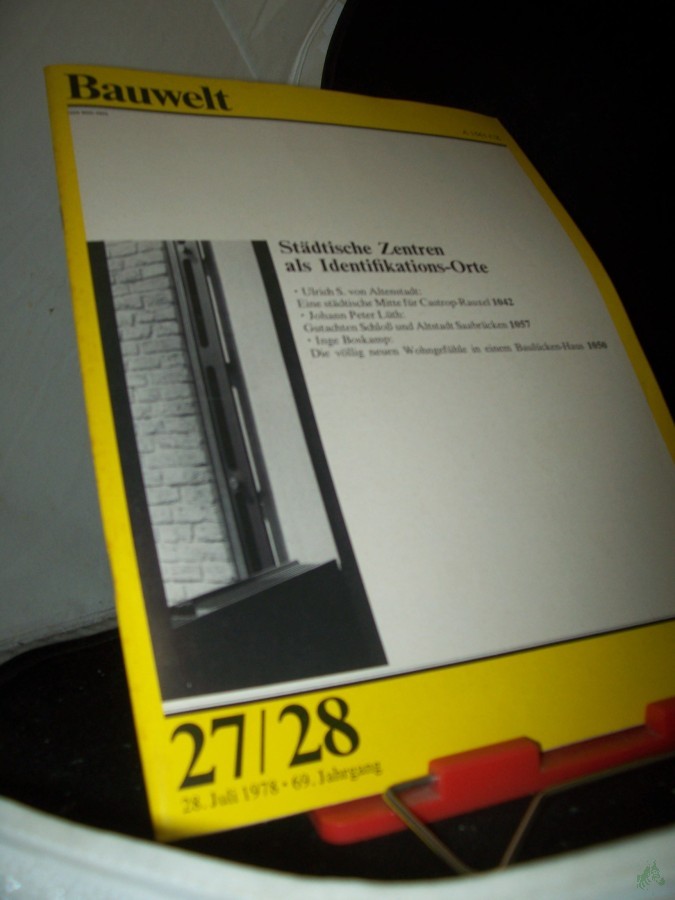 Bauwelt
Städtische Zentren
als Identifikations-Orte
• Ulrich S. von Altenstadt:
Eine städtische Mitte für Castrop-Rauxel 1042
• Johann Peter Lüth:
Gutachten Schloß und Altstadt Saarbrücken 1057
• Inge Boskamp:
Die völlig neuen Wohngefühle in einem Baulücken-Haus 1050
27|28
28. Juli 1978 • 69. Jahrgang